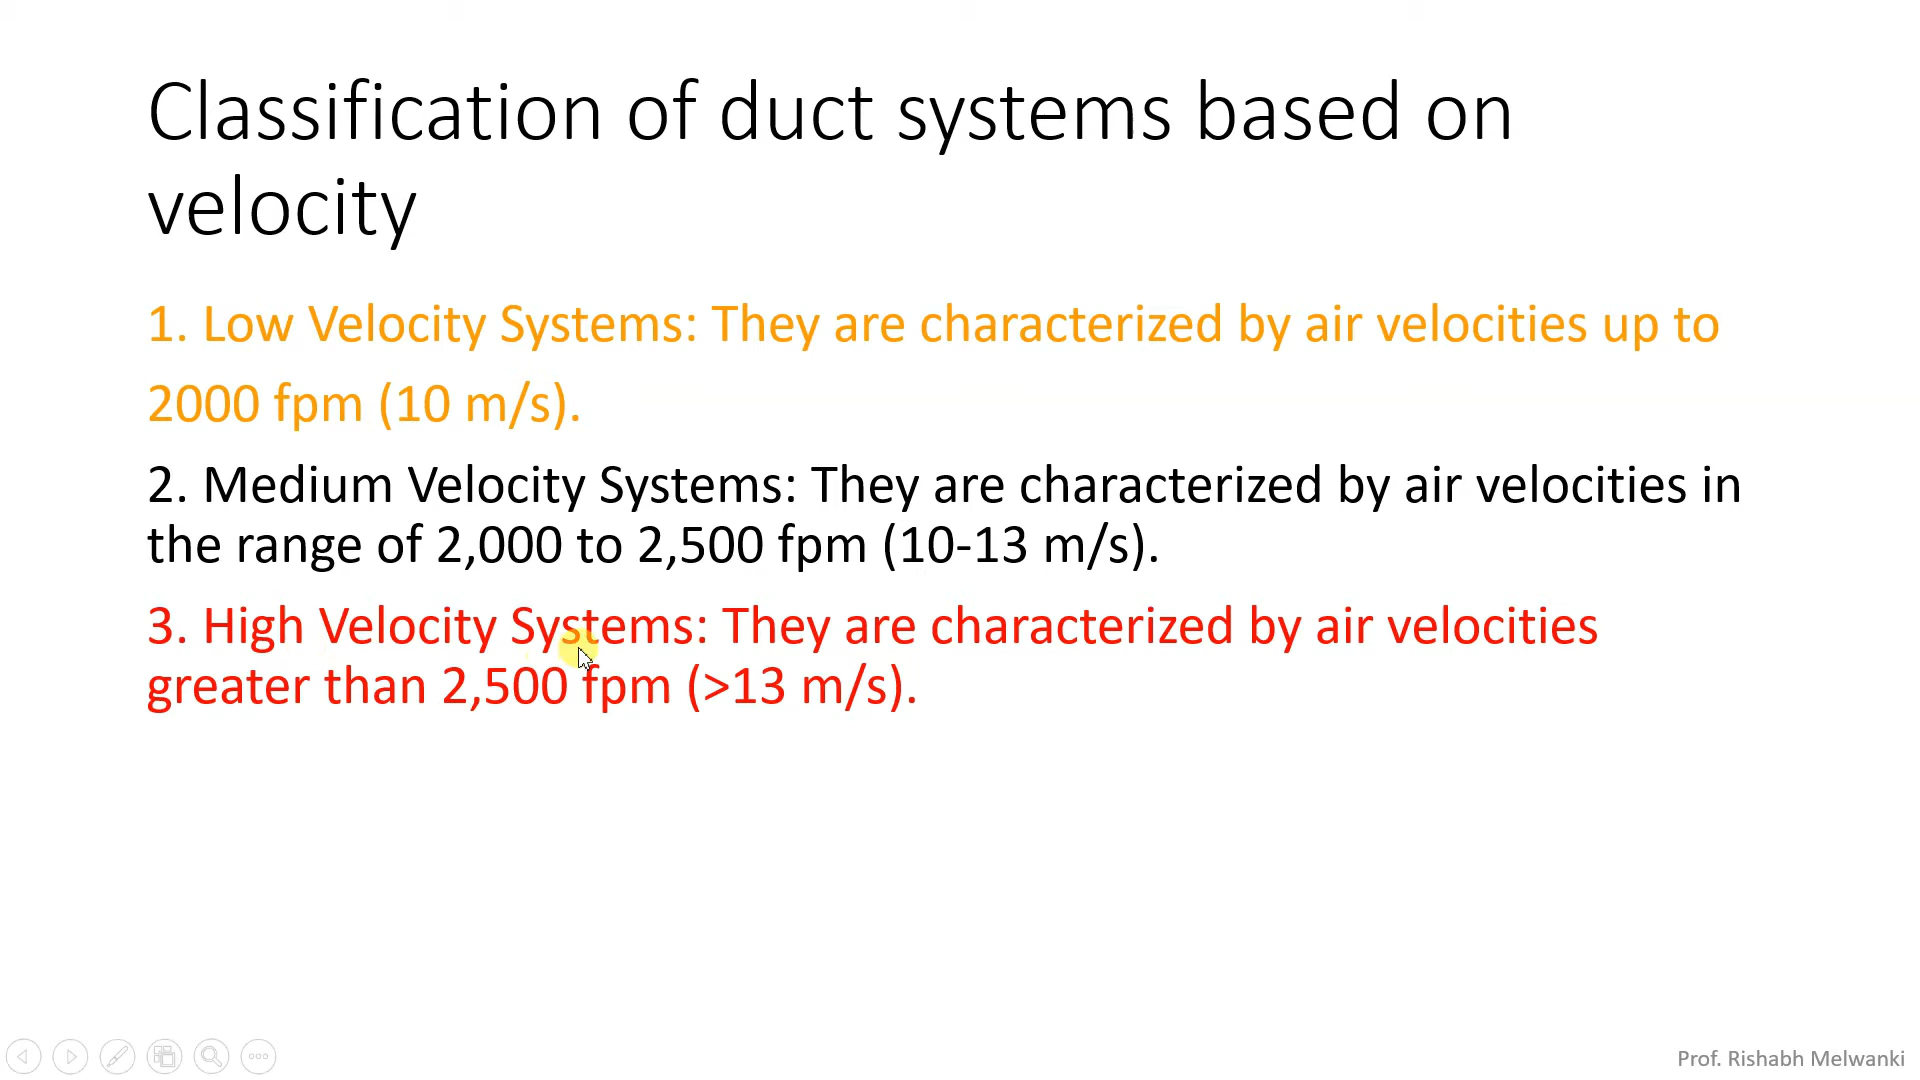 Classification of duct systems based on
velocity
1. Low Velocity Systems: They are characterized by air velocities up to
2000 fpm (10 m/s).
2. Medium Velocity Systems: They are characterized by air velocities in
the range of 2,000 to 2,500 fpm (10-13 m/s).
3. High Velocity Systems: They are characterized by air velocities
greater than 2,500 fpm (>13 m/s).
Prof. Rishabh Melwanki